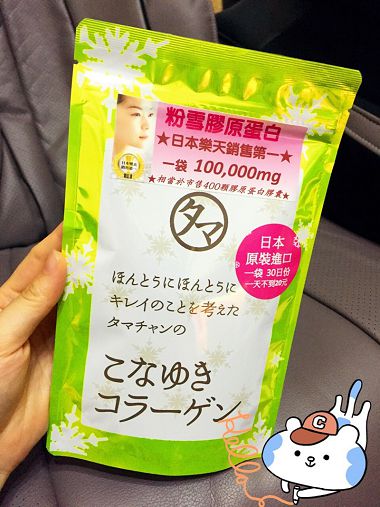 粉雪膠原蛋白
★日本樂天銷售第一★
一袋 100,000mg
★相當於市售400顆膠原蛋白膠囊★
タマ
日本
原裝進口
一袋 30日份
一天不到20元
ほんとうにほんとうに
キレイのことを考えた
タマチャンの
こなゆき
コラーゲン
Hello
C